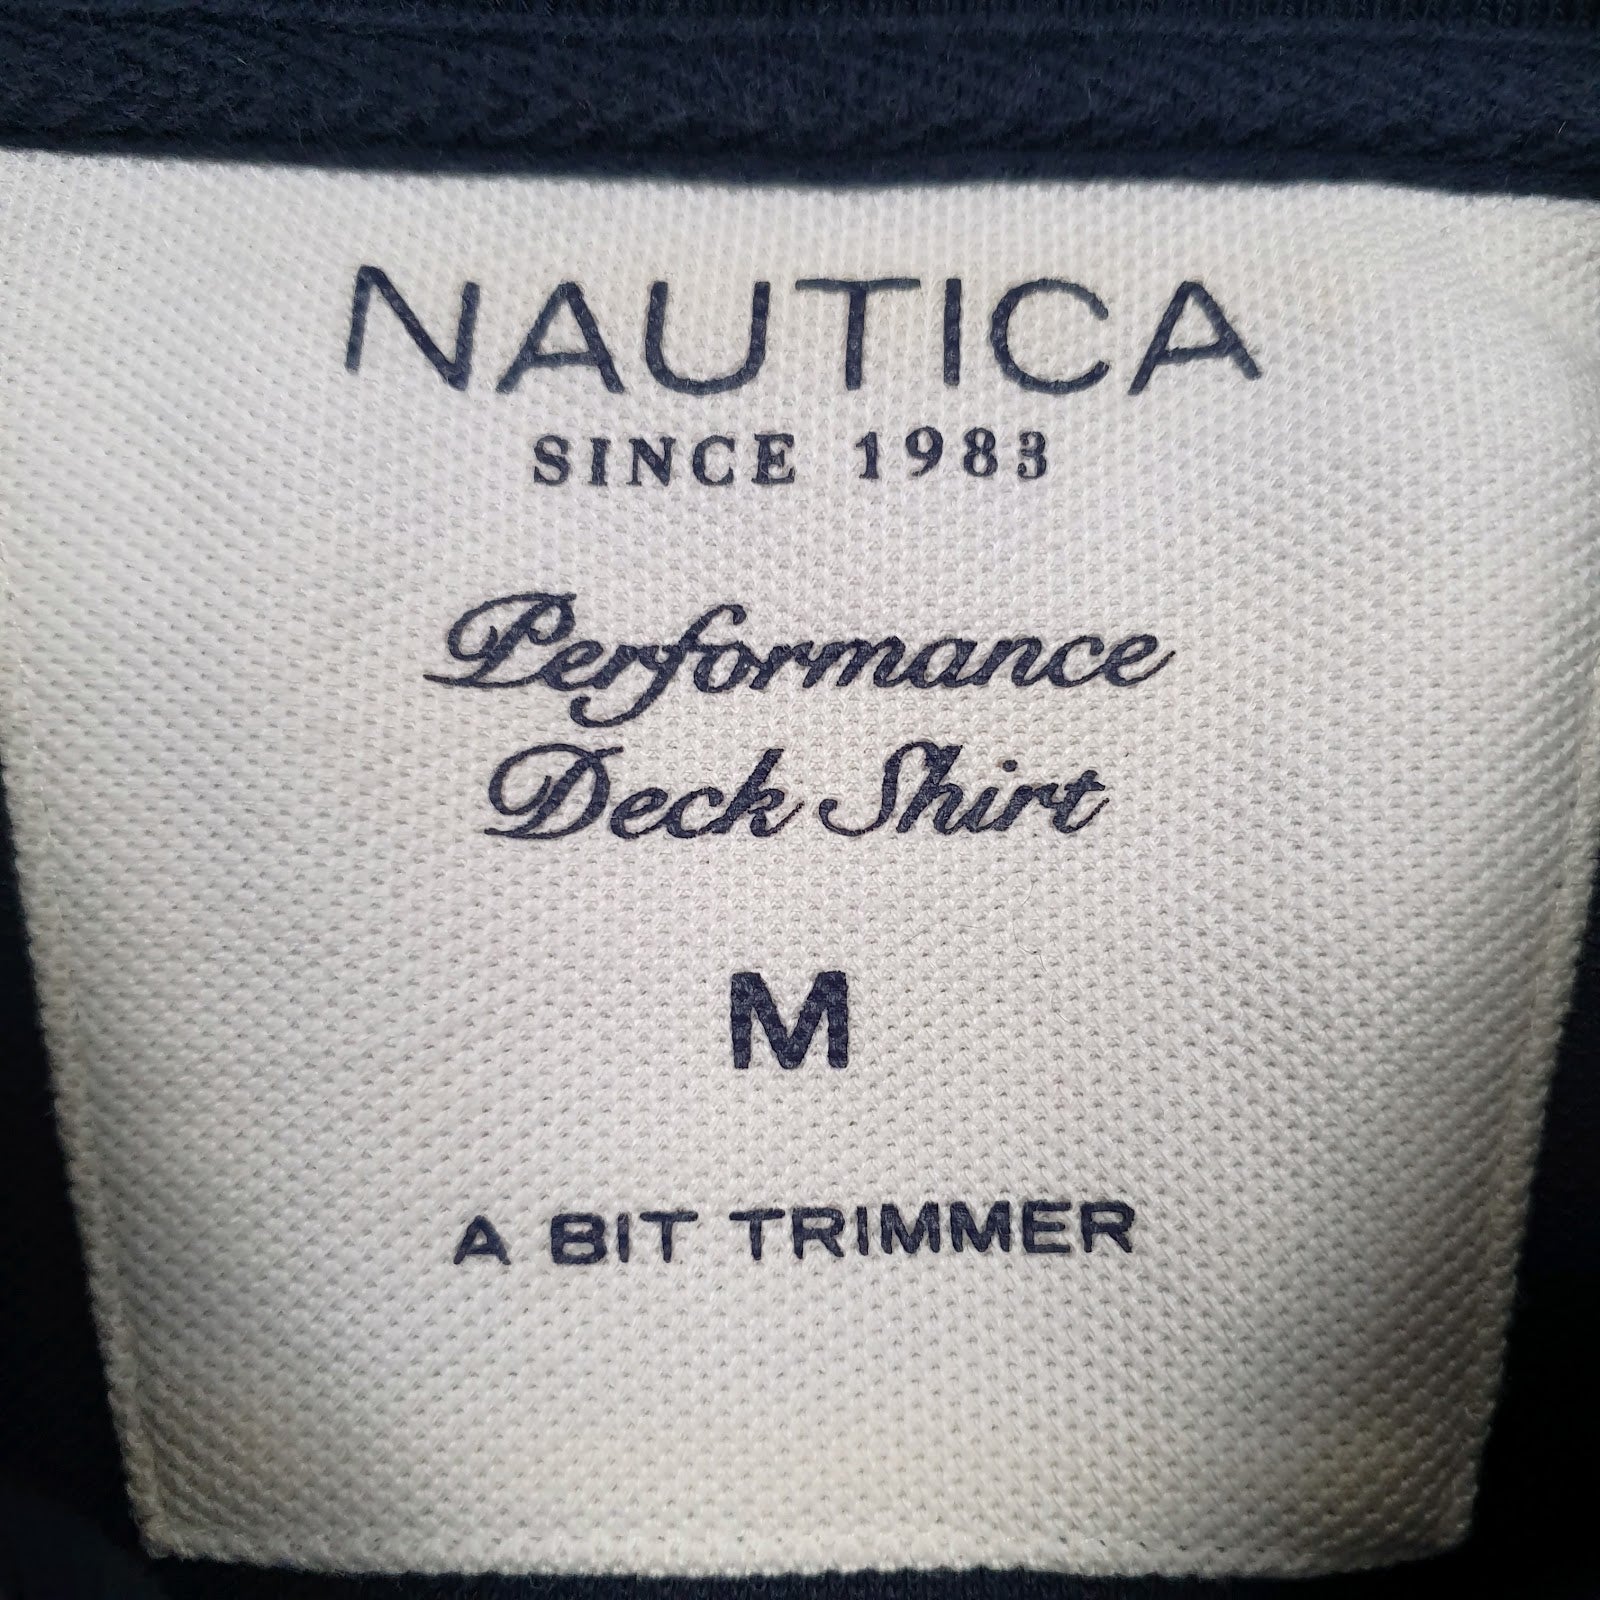 NAUTICA
SINCE 1983
Performance
Deck Shirt
M
A BIT TRIMMER